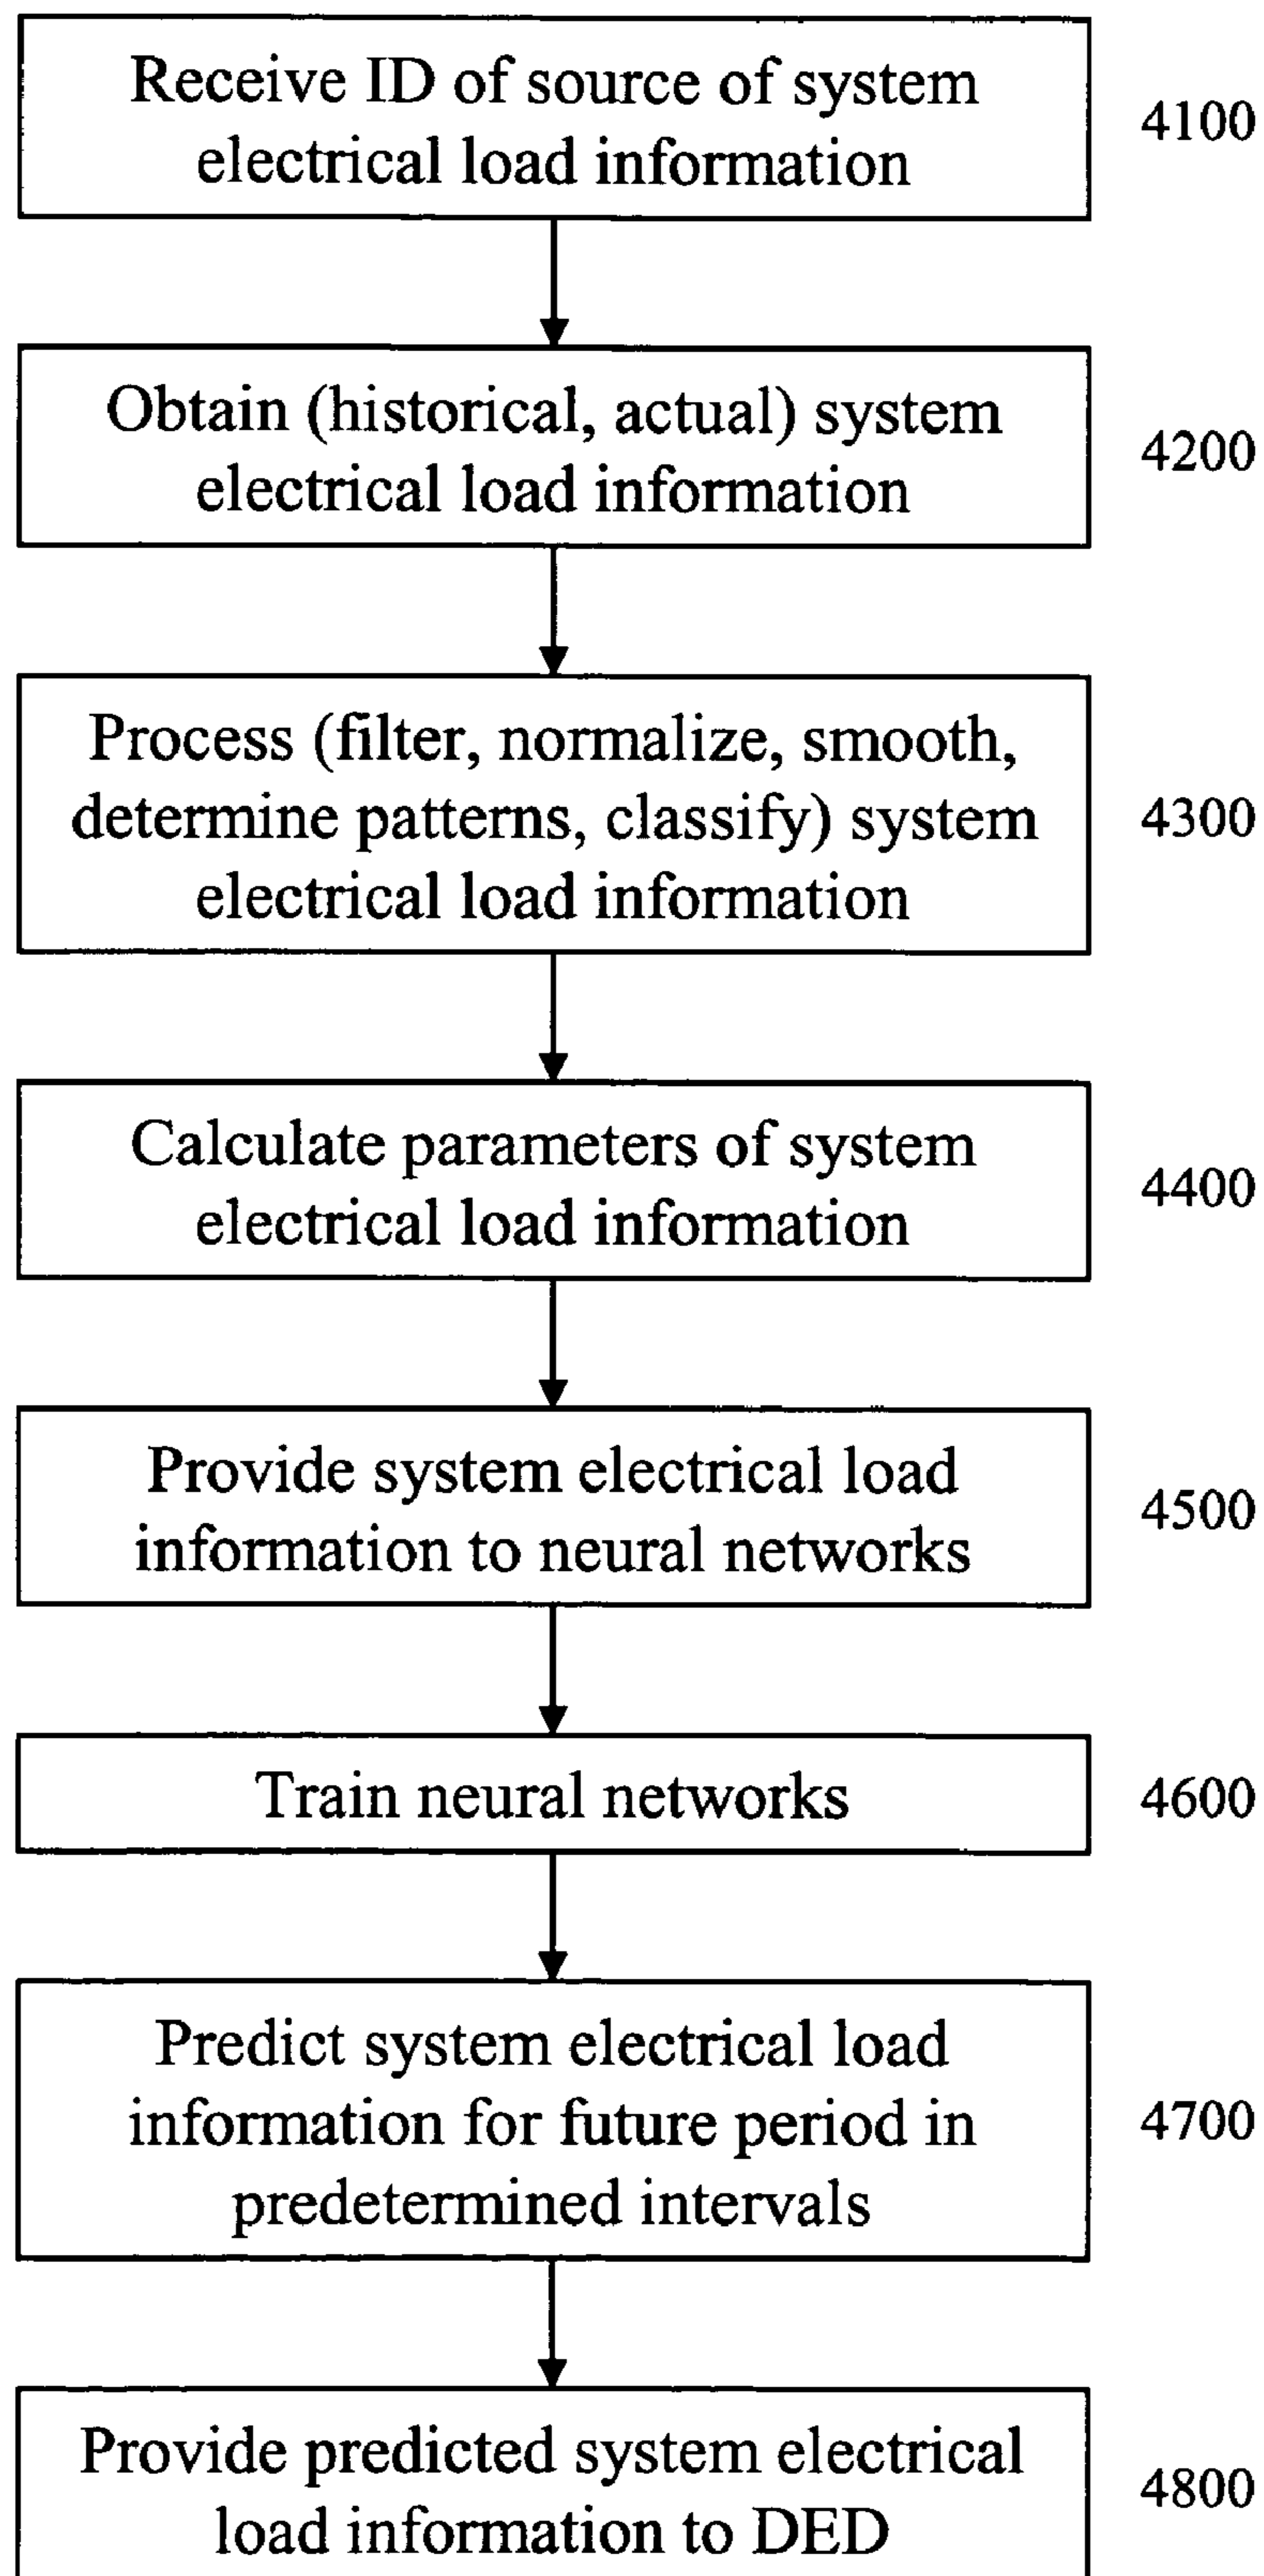 Receive ID of source of system
electrical load information
4100
Obtain (historical, actual) system
electrical load information
4200
Process (filter, normalize, smooth,
determine patterns, classify) system
electrical load information
4300
Calculate parameters of system
electrical load information
4400
Provide system electrical load
information to neural networks
4500
Train neural networks
4600
Predict system electrical load
information for future period in
predetermined intervals
4700
Provide predicted system electrical
load information to DED
4800